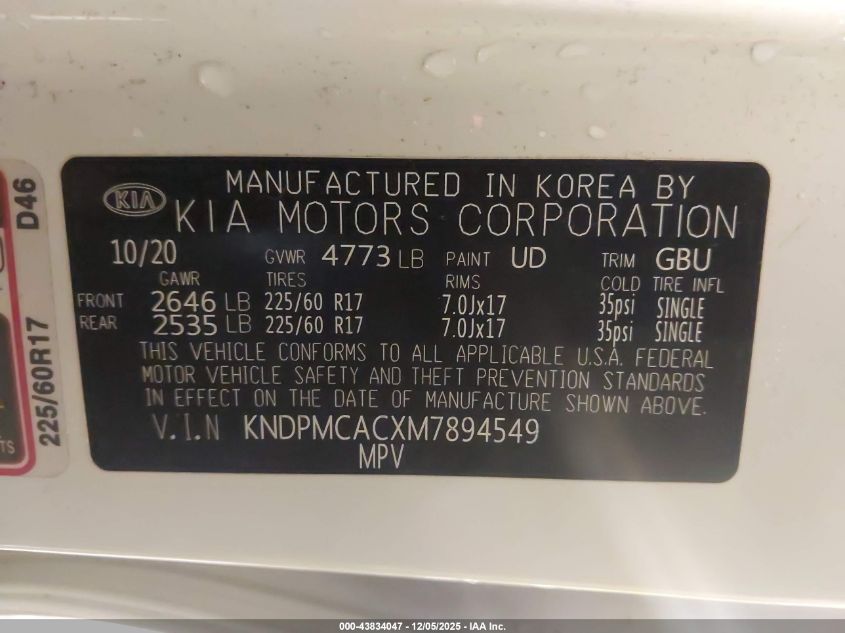 MANUFACTURED IN KOREA BY
KIA KIA MOTORS CORPORATION
10/20 GVWR 4773 LB PAINT UD TRIM GBU
GAWR TIRES RIMS COLD TIRE INFL
FRONT 2646 LB 225/60 R17 7.0Jx17 35psi SINGLE
REAR 2535 LB 225/60 R17 7.0Jx17 35psi SINGLE
THIS VEHICLE CONFORMS TO ALL APPLICABLE U.S.A. FEDERAL
MOTOR VEHICLE SAFETY AND THEFT PREVENTION STANDARDS
IN EFFECT ON THE DATE OF MANUFACTURE SHOWN ABOVE.
V.I.N KNDPMCACXM7894549
MPV
225/60R17 D46
000-43834047 - 12/05/2025 - IAA Inc.